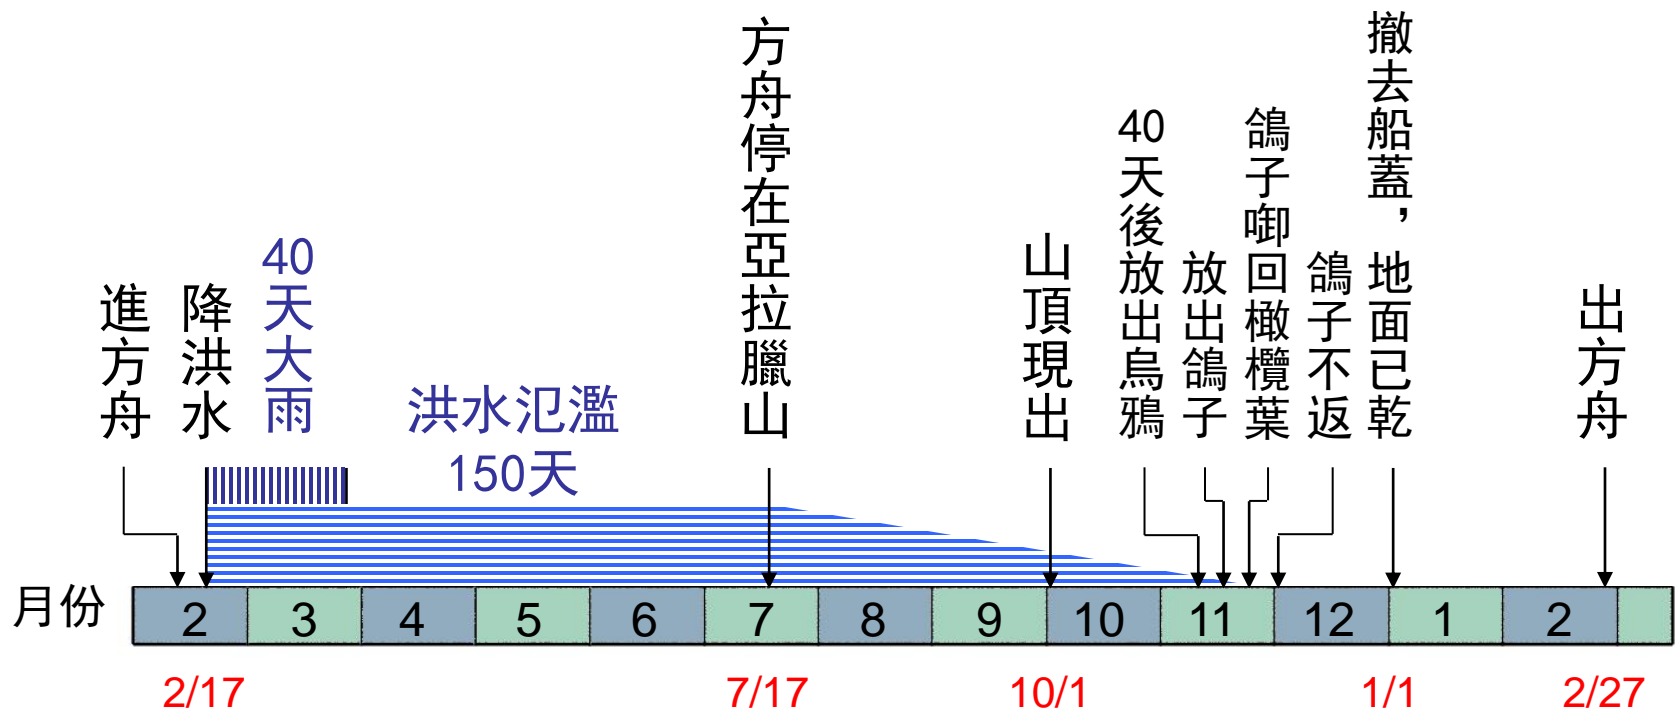 進方舟
降洪水
40天大雨
洪水氾濫
150天
方舟停在亞拉臘山
山頂現出
40天後放出烏鴉
放出鴿子
鴿子啣回橄欖葉
鴿子不返
撤去船蓋，地面已乾
出方舟
月份 2 3 4 5 6 7 8 9 10 11 12 1 2
2/17 7/17 10/1 1/1 2/27